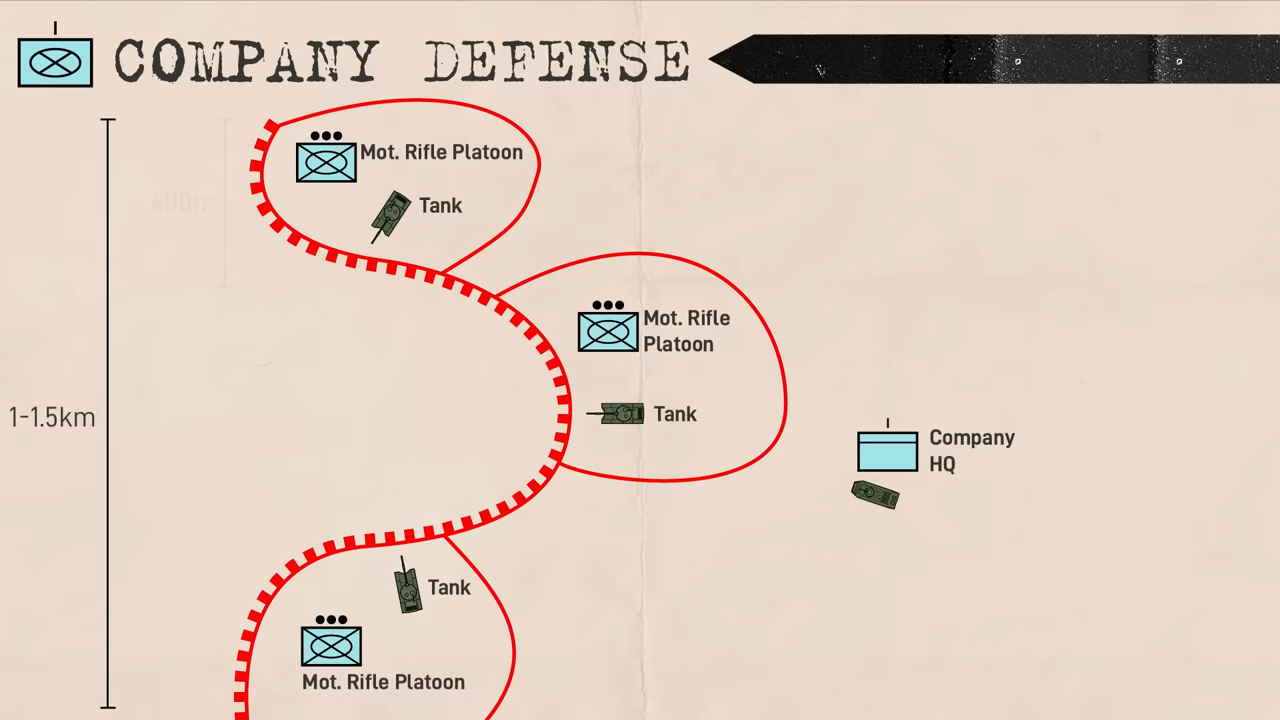 COMPANY DEFENSE
Mot. Rifle Platoon
400m
Tank
Mot. Rifle
Platoon
1-1.5km
Tank
Company
HQ
Tank
Mot. Rifle Platoon